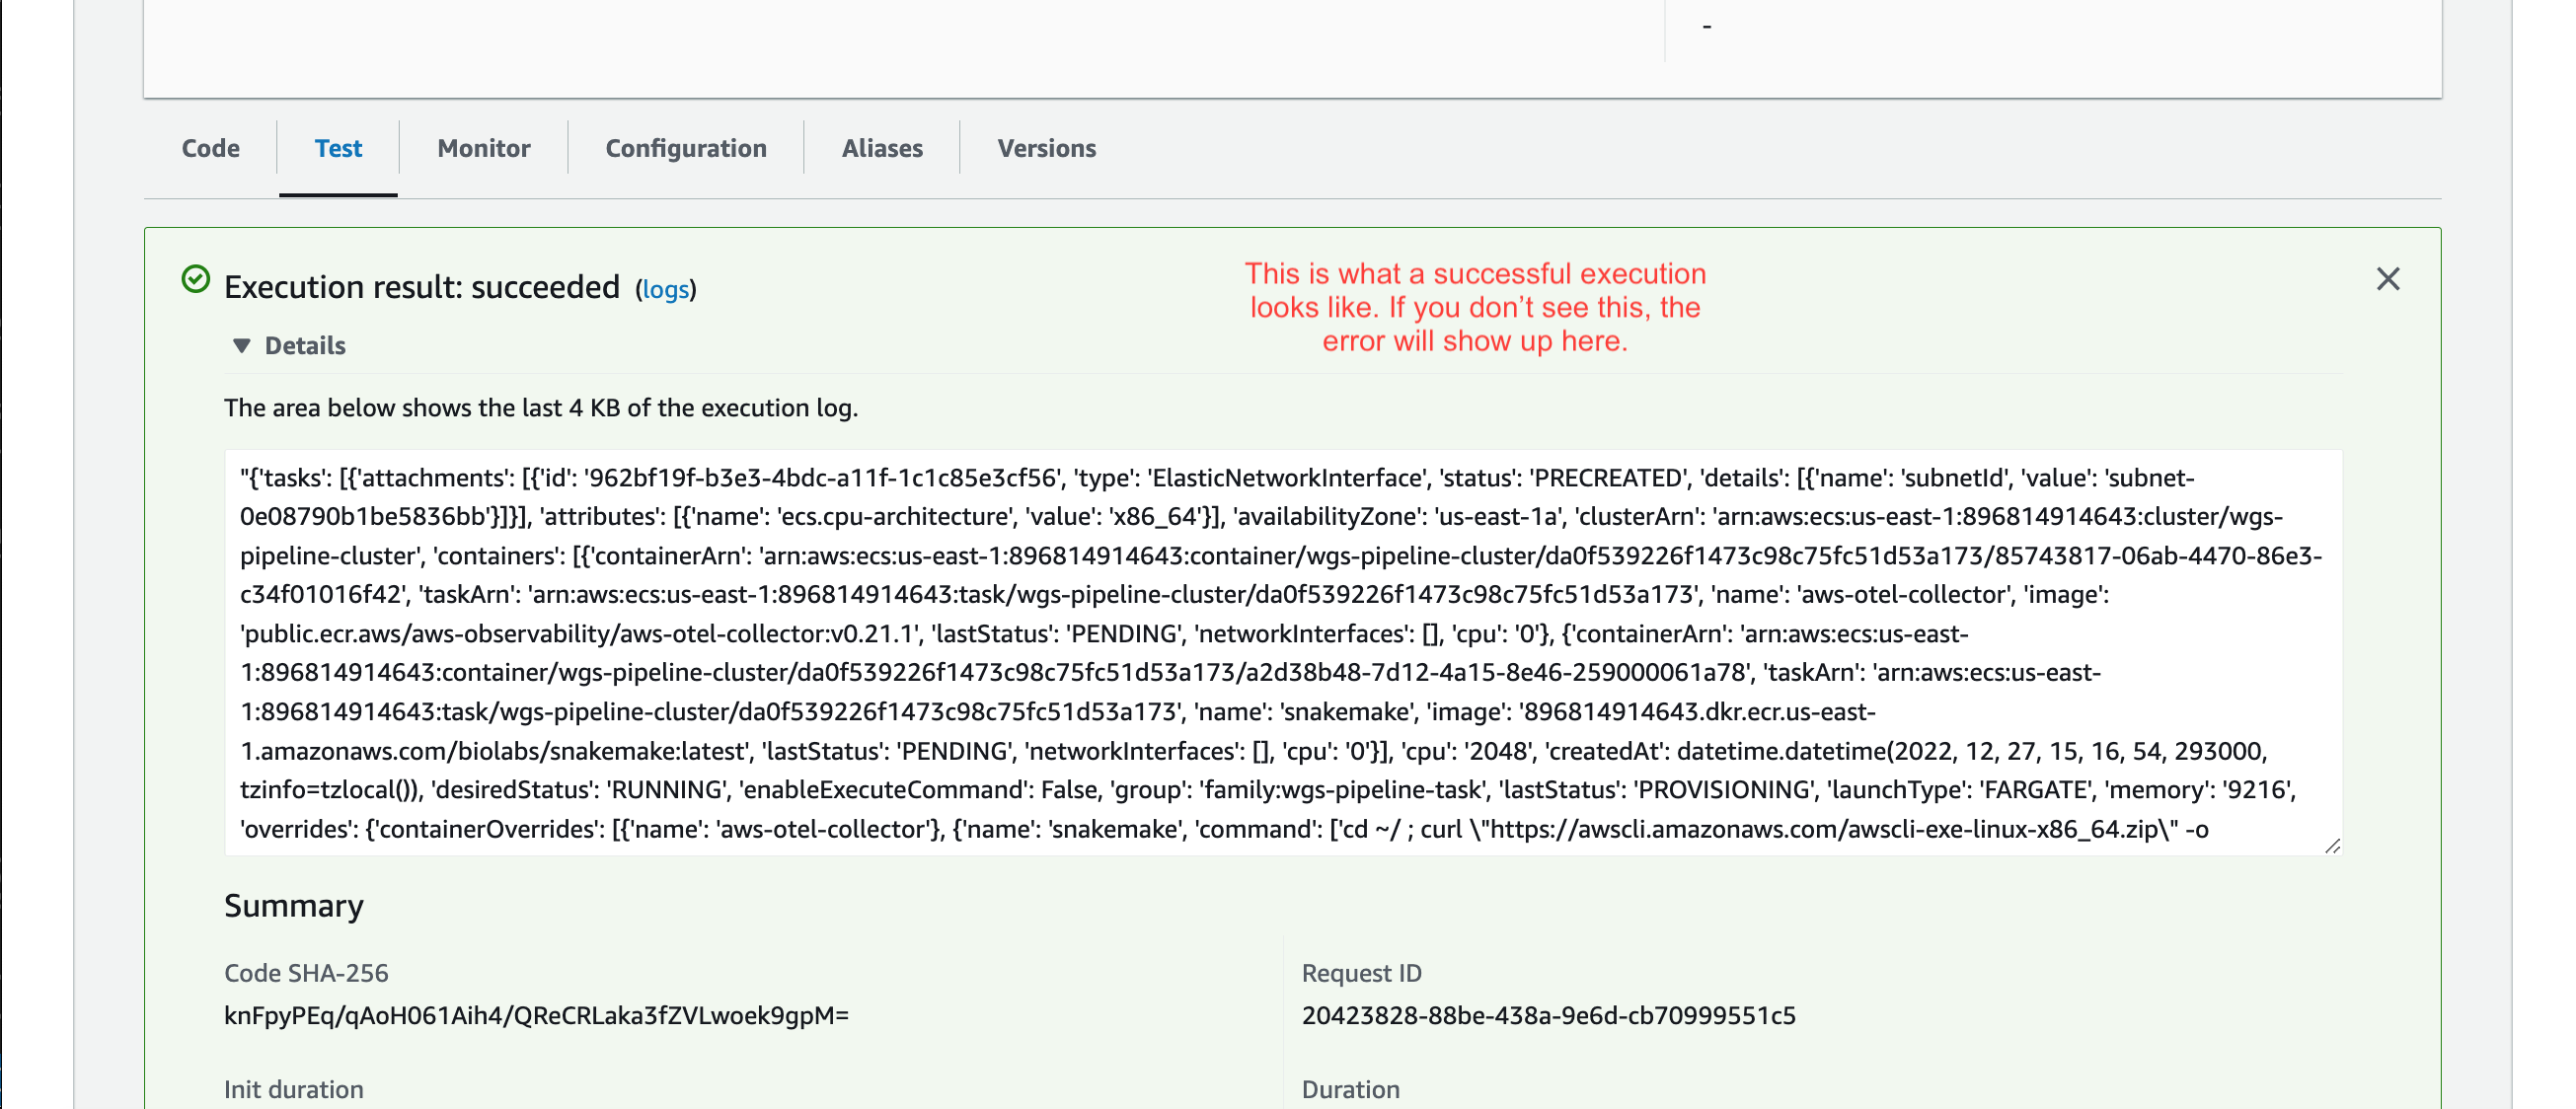 -
Code
Test
Monitor
Configuration
Aliases
Versions
Execution result: succeeded (logs)
This is what a successful execution
looks like. If you don’t see this, the
error will show up here.
Details
The area below shows the last 4 KB of the execution log.
"{'tasks': [{'attachments': [{'id': '962bf19f-b3e3-4bdc-a11f-1c1c85e3cf56', 'type': 'ElasticNetworkInterface', 'status': 'PRECREATED', 'details': [{'name': 'subnetId', 'value': 'subnet-
0e08790b1be5836bb'}]}], 'attributes': [{'name': 'ecs.cpu-architecture', 'value': 'x86_64'}], 'availabilityZone': 'us-east-1a', 'clusterArn': 'arn:aws:ecs:us-east-1:896814914643:cluster/wgs-
pipeline-cluster', 'containers': [{'containerArn': 'arn:aws:ecs:us-east-1:896814914643:container/wgs-pipeline-cluster/da0f539226f1473c98c75fc51d53a173/85743817-06ab-4470-86e3-
c34f01016f42', 'taskArn': 'arn:aws:ecs:us-east-1:896814914643:task/wgs-pipeline-cluster/da0f539226f1473c98c75fc51d53a173', 'name': 'aws-otel-collector', 'image':
'public.ecr.aws/aws-observability/aws-otel-collector:v0.21.1', 'lastStatus': 'PENDING', 'networkInterfaces': [], 'cpu': '0'}, {'containerArn': 'arn:aws:ecs:us-east-
1:896814914643:container/wgs-pipeline-cluster/da0f539226f1473c98c75fc51d53a173/a2d38b48-7d12-4a15-8e46-259000061a78', 'taskArn': 'arn:aws:ecs:us-east-
1:896814914643:task/wgs-pipeline-cluster/da0f539226f1473c98c75fc51d53a173', 'name': 'snakemake', 'image': '896814914643.dkr.ecr.us-east-
1.amazonaws.com/biolabs/snakemake:latest', 'lastStatus': 'PENDING', 'networkInterfaces': [], 'cpu': '0'}], 'cpu': '2048', 'createdAt': datetime.datetime(2022, 12, 27, 15, 16, 54, 293000,
tzinfo=tzlocal()), 'desiredStatus': 'RUNNING', 'enableExecuteCommand': False, 'group': 'family:wgs-pipeline-task', 'lastStatus': 'PROVISIONING', 'launchType': 'FARGATE', 'memory': '9216',
'overrides': {'containerOverrides': [{'name': 'aws-otel-collector'}, {'name': 'snakemake', 'command': ['cd ~/ ; curl \"https://awscli.amazonaws.com/awscli-exe-linux-x86_64.zip\" -o
Summary
Code SHA-256
knFpyPEq/qAoH061Aih4/QReCRLaka3fZVLwoek9gpM=
Request ID
20423828-88be-438a-9e6d-cb70999551c5
Init duration
Duration